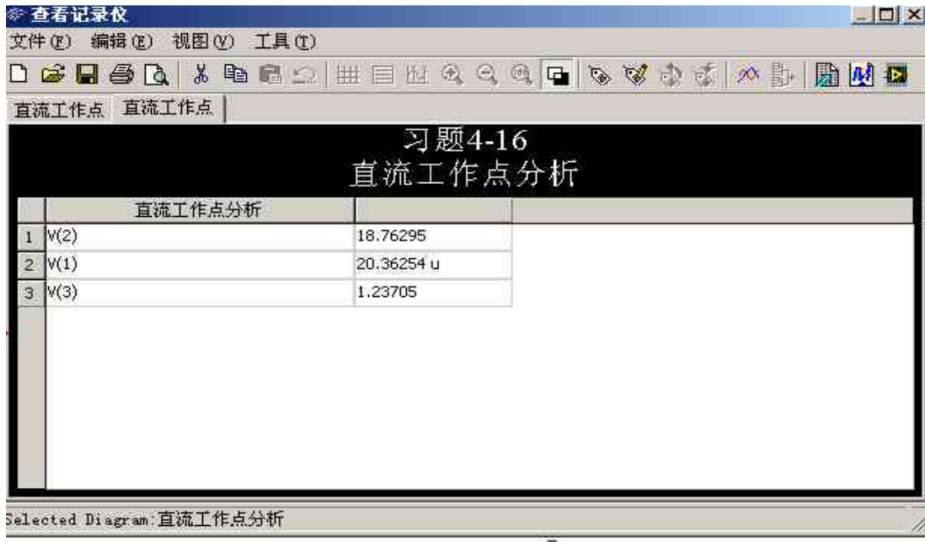 查看记录仪
文件(F) 编辑(E) 视图(V) 工具(T)
直流工作点 直流工作点
习题4-16
直流工作点分析
直流工作点分析
1 V(2) 18.76295
2 V(1) 20.36254 u
3 V(3) 1.23705
Selected Diagram:直流工作点分析